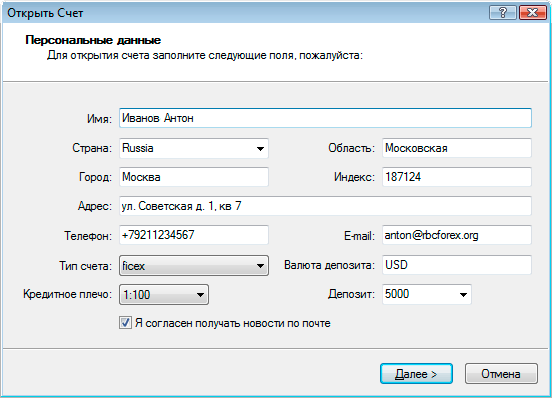 Открыть Счет
Персональные данные
Для открытия счета заполните следующие поля, пожалуйста:
Имя: Иванов Антон
Страна: Russia Область: Московская
Город: Москва Индекс: 187124
Адрес: ул. Советская д. 1, кв 7
Телефон: +79211234567 E-mail: anton@rbcforex.org
Тип счета: ficex Валюта депозита: USD
Кредитное плечо: 1:100 Депозит: 5000
Я согласен получать новости по почте
Далее > Отмена